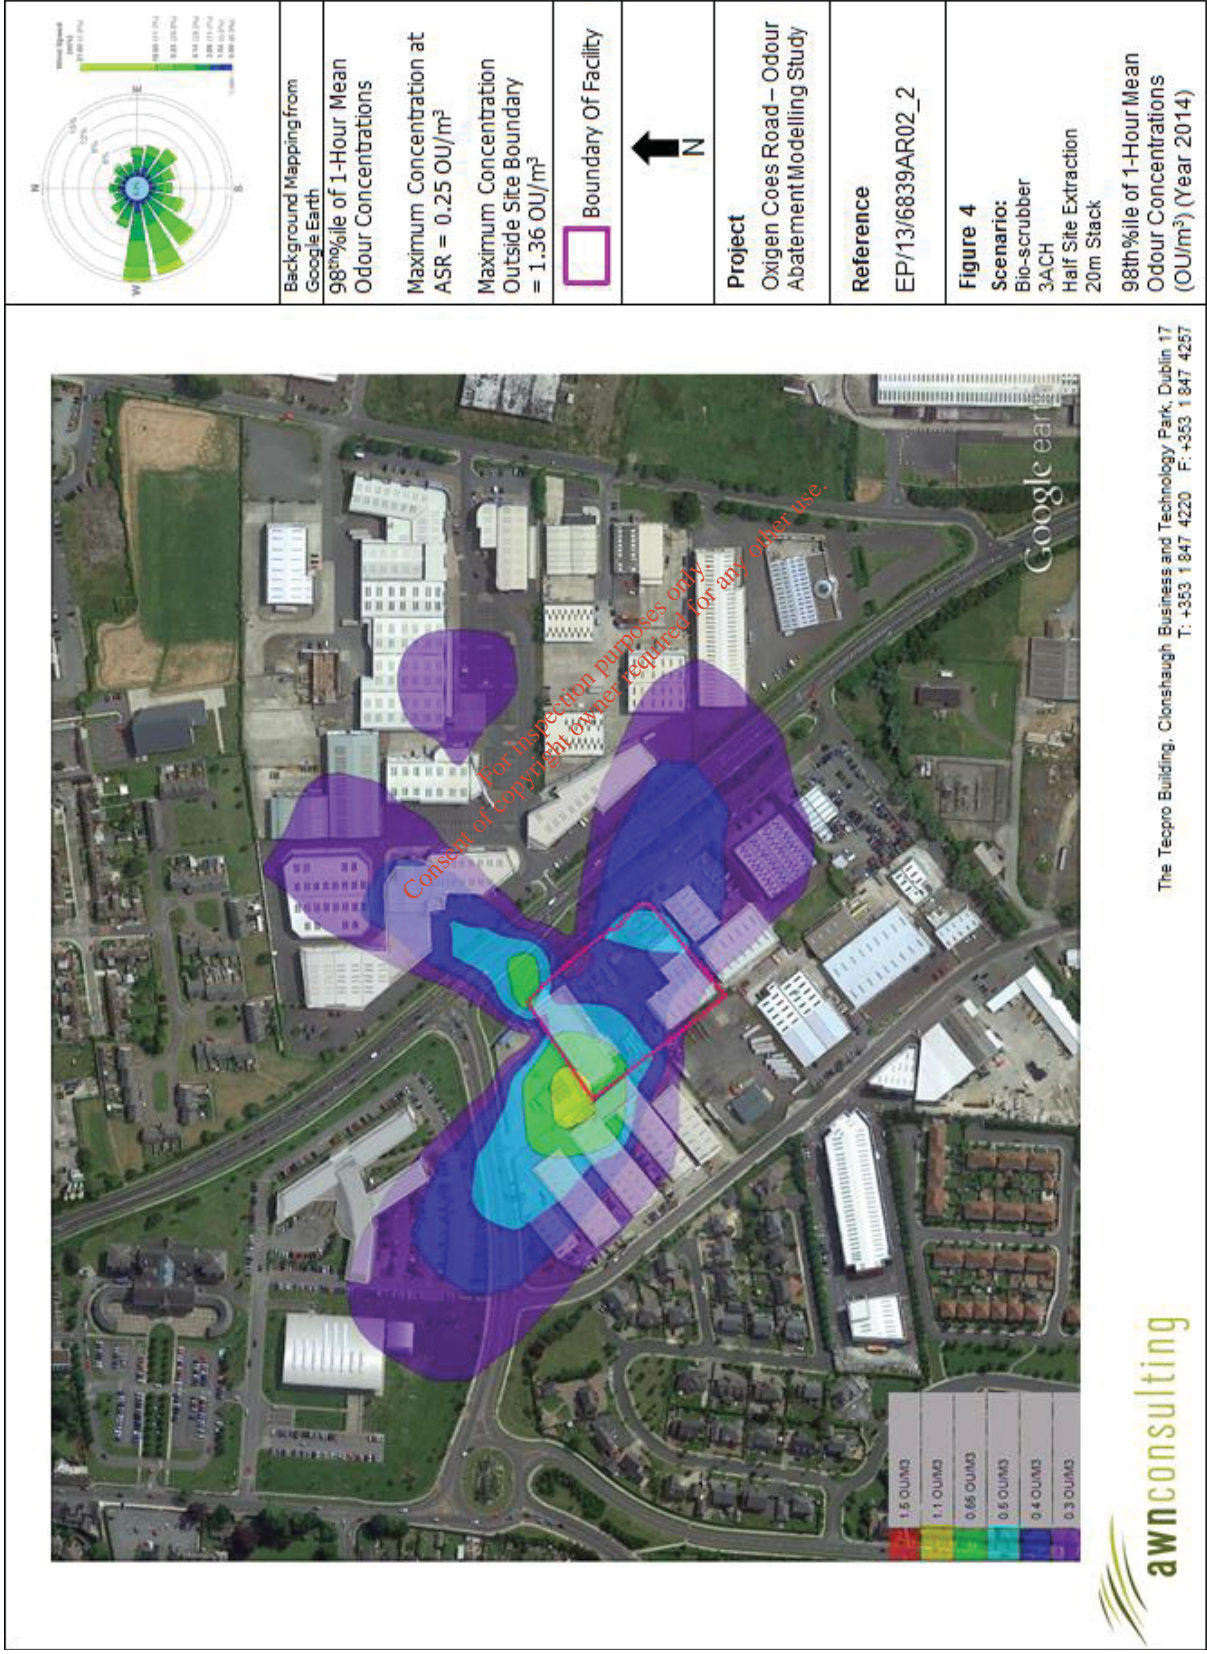 N
E
S
W
Background Mapping from
Google Earth
98th%ile of 1-Hour Mean
Odour Concentrations
Maximum Concentration at
ASR = 0.25 OU/m³
Maximum Concentration
Outside Site Boundary
= 1.36 OU/m³
Boundary Of Facility
N
Project
Oxigen Coes Road – Odour
Abatement Modelling Study
Reference
EP/13/6839AR02_2
Figure 4
Scenario:
Bio-scrubber
3ACH
Half Site Extraction
20m Stack
98th%ile of 1-Hour Mean
Odour Concentrations
(OU/m³) (Year 2014)
For inspection purposes only.
Consent of copyright owner required for any other use.
Google earth
1.5 OU/M3
1.1 OU/M3
0.65 OU/M3
0.5 OU/M3
0.4 OU/M3
0.3 OU/M3
awnconsulting
The Tecpro Building, Clonshaugh Business and Technology Park, Dublin 17
T: +353 1 847 4220 F: +353 1 847 4257